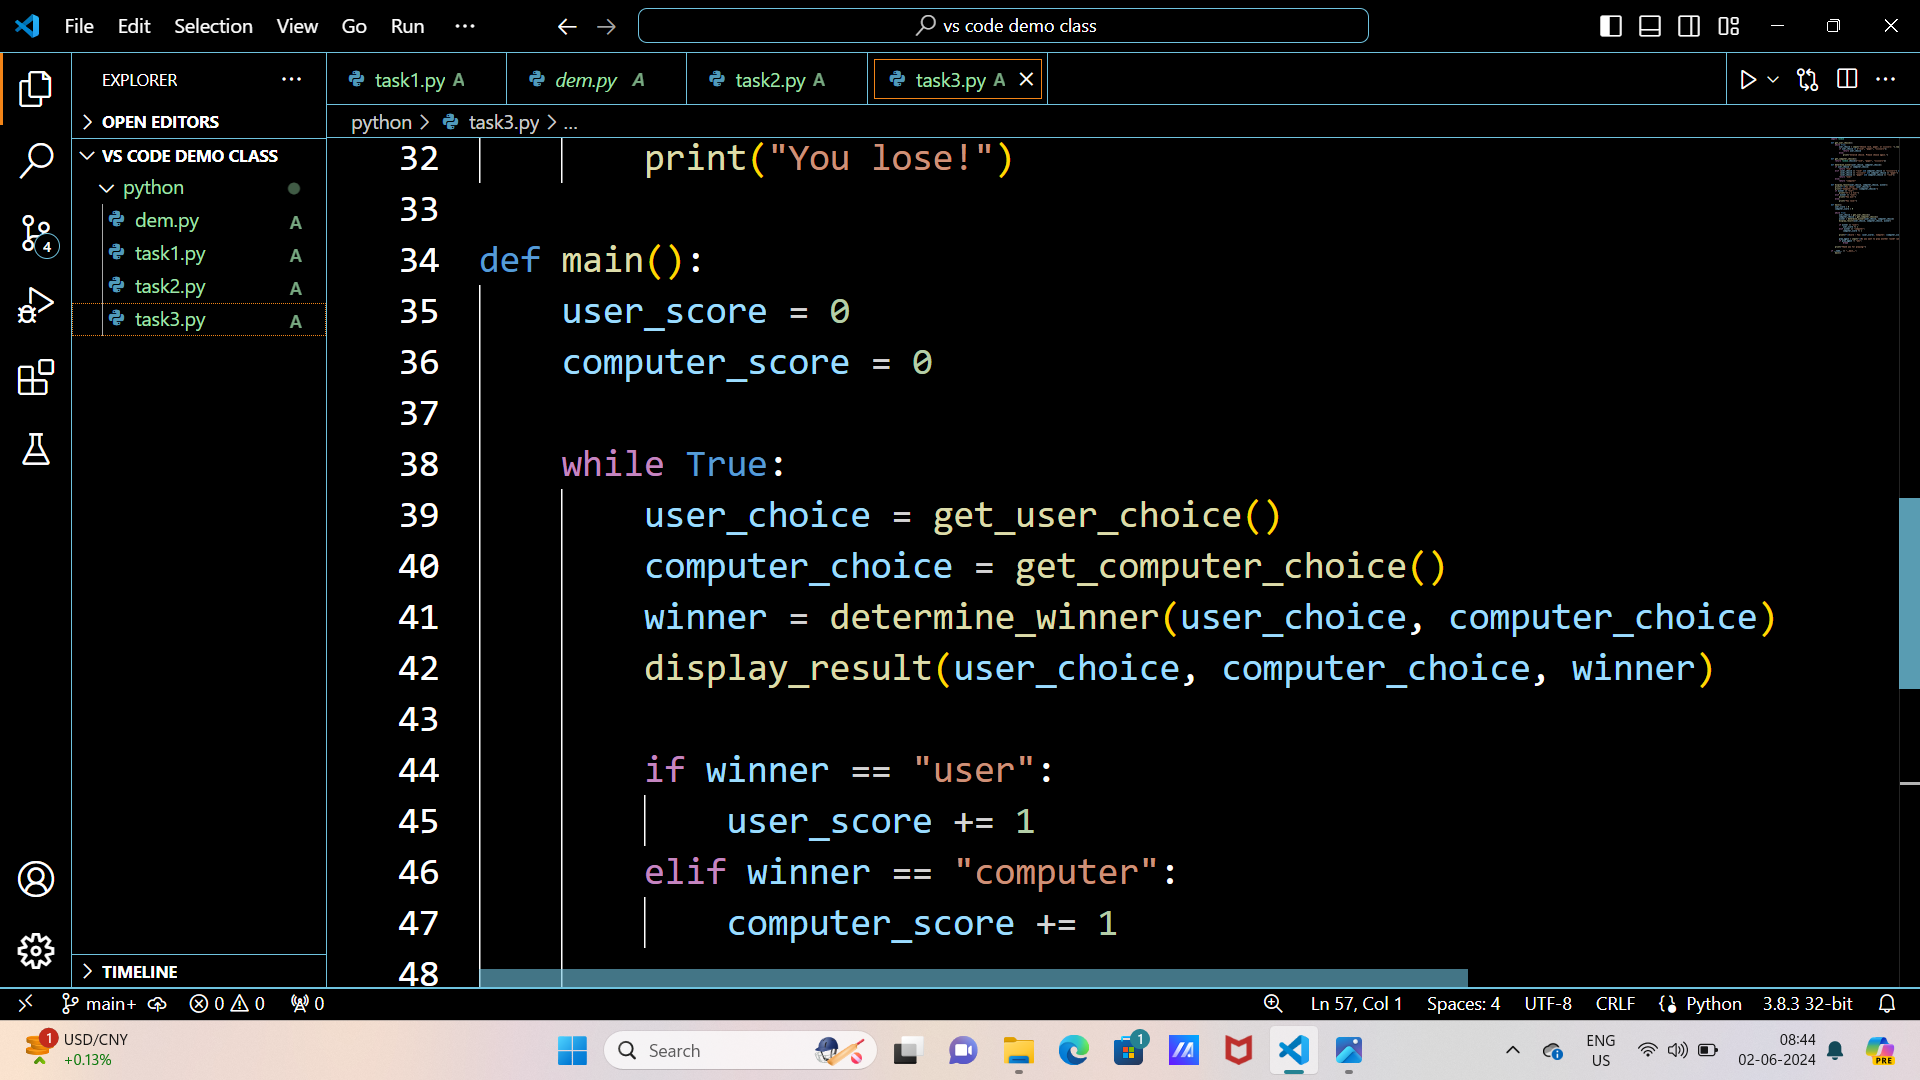 File Edit Selection View Go Run ...
vs code demo class
EXPLORER
OPEN EDITORS
VS CODE DEMO CLASS
python
dem.py A
task1.py A
task2.py A
task3.py A
TIMELINE
task1.py A
dem.py A
task2.py A
task3.py A
python > task3.py > ...
32 print("You lose!")
33
34 def main():
35 user_score = 0
36 computer_score = 0
37
38 while True:
39 user_choice = get_user_choice()
40 computer_choice = get_computer_choice()
41 winner = determine_winner(user_choice, computer_choice)
42 display_result(user_choice, computer_choice, winner)
43
44 if winner == "user":
45 user_score += 1
46 elif winner == "computer":
47 computer_score += 1
48
4
main+ 0 0 0
Ln 57, Col 1 Spaces: 4 UTF-8 CRLF Python 3.8.3 32-bit
1
USD/CNY
+0.13%
Search
1
ENG
US
08:44
02-06-2024
PRE